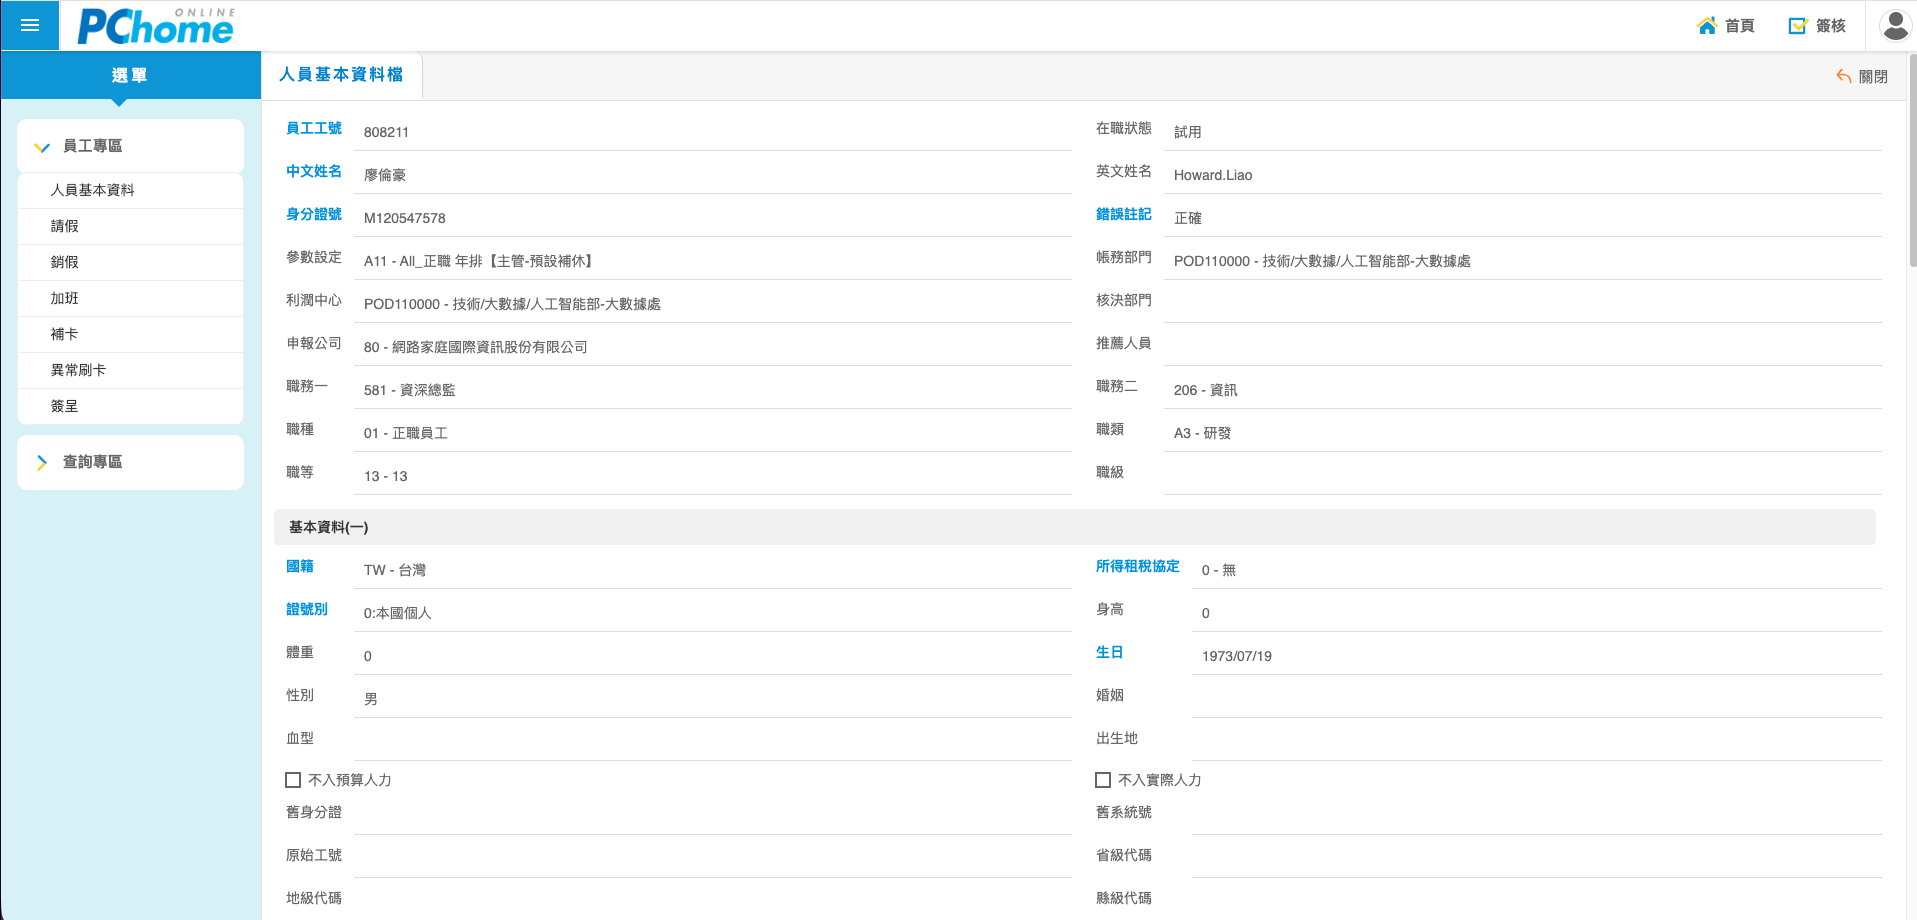 ONLINE
PChome
首頁
簽核
選單
人員基本資料檔
關閉
員工專區
人員基本資料
請假
銷假
加班
補卡
異常刷卡
簽呈
查詢專區
員工工號 808211
在職狀態 試用
中文姓名 廖倫豪
英文姓名 Howard.Liao
身分證號 M120547578
錯誤註記 正確
參數設定 A11 - All_正職 年排【主管-預設補休】
帳務部門 POD110000 - 技術/大數據/人工智能部-大數據處
利潤中心 POD110000 - 技術/大數據/人工智能部-大數據處
核決部門
申報公司 80 - 網路家庭國際資訊股份有限公司
推薦人員
職務一 581 - 資深總監
職務二 206 - 資訊
職種 01 - 正職員工
職類 A3 - 研發
職等 13 - 13
職級
基本資料(一)
國籍 TW - 台灣
所得租稅協定 0 - 無
證號別 0:本國個人
身高 0
體重 0
生日 1973/07/19
性別 男
婚姻
血型
出生地
不入預算人力
不入實際人力
舊身分證
舊系統號
原始工號
省級代碼
地級代碼
縣級代碼